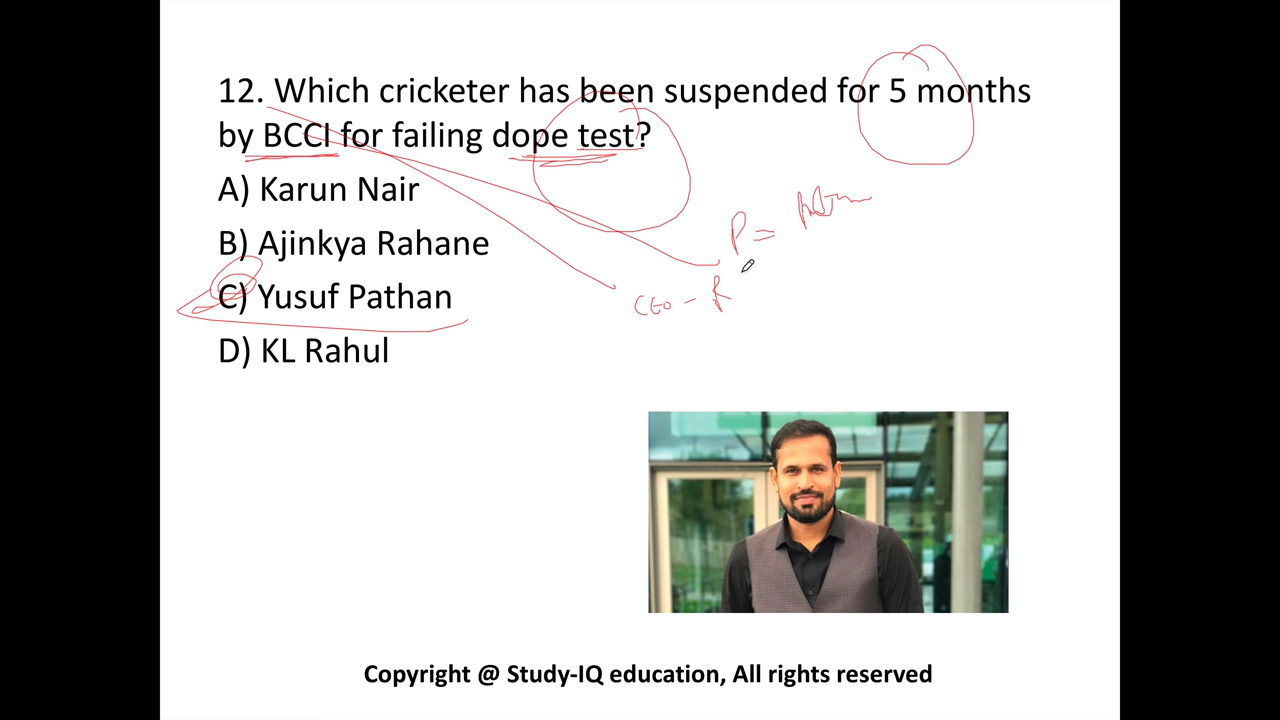 12. Which cricketer has been suspended for 5 months
by BCCI for failing dope test?
A) Karun Nair
B) Ajinkya Rahane
C) Yusuf Pathan
D) KL Rahul
P =
CEO - R
Copyright @ Study-IQ education, All rights reserved